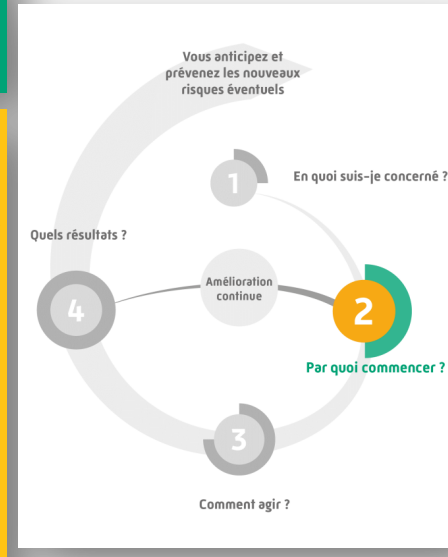 Vous anticipez et
prévenez les nouveaux
risques éventuels
1
En quoi suis-je concerné ?
Quels résultats ?
Amélioration
continue
4
2
Par quoi commencer ?
3
Comment agir ?